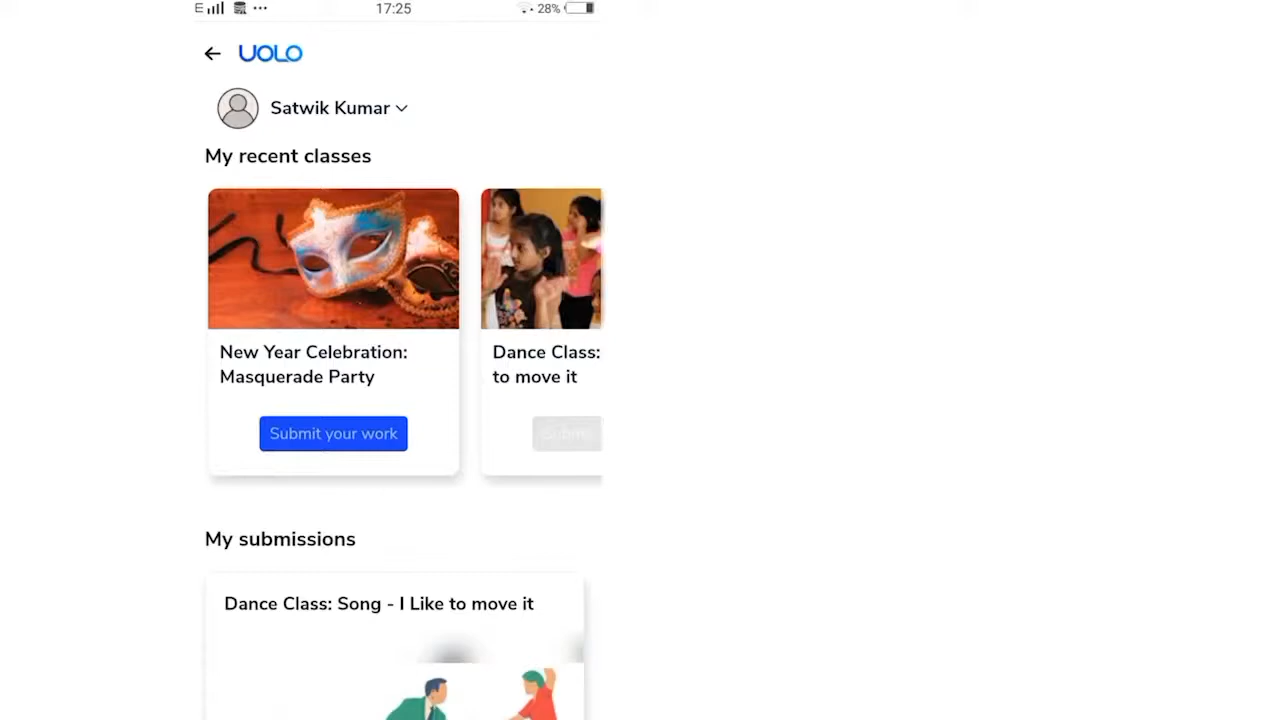 17:25
28%
UOLO
Satwik Kumar
My recent classes
New Year Celebration:
Masquerade Party
Submit your work
Dance Class:
to move it
My submissions
Dance Class: Song - I Like to move it